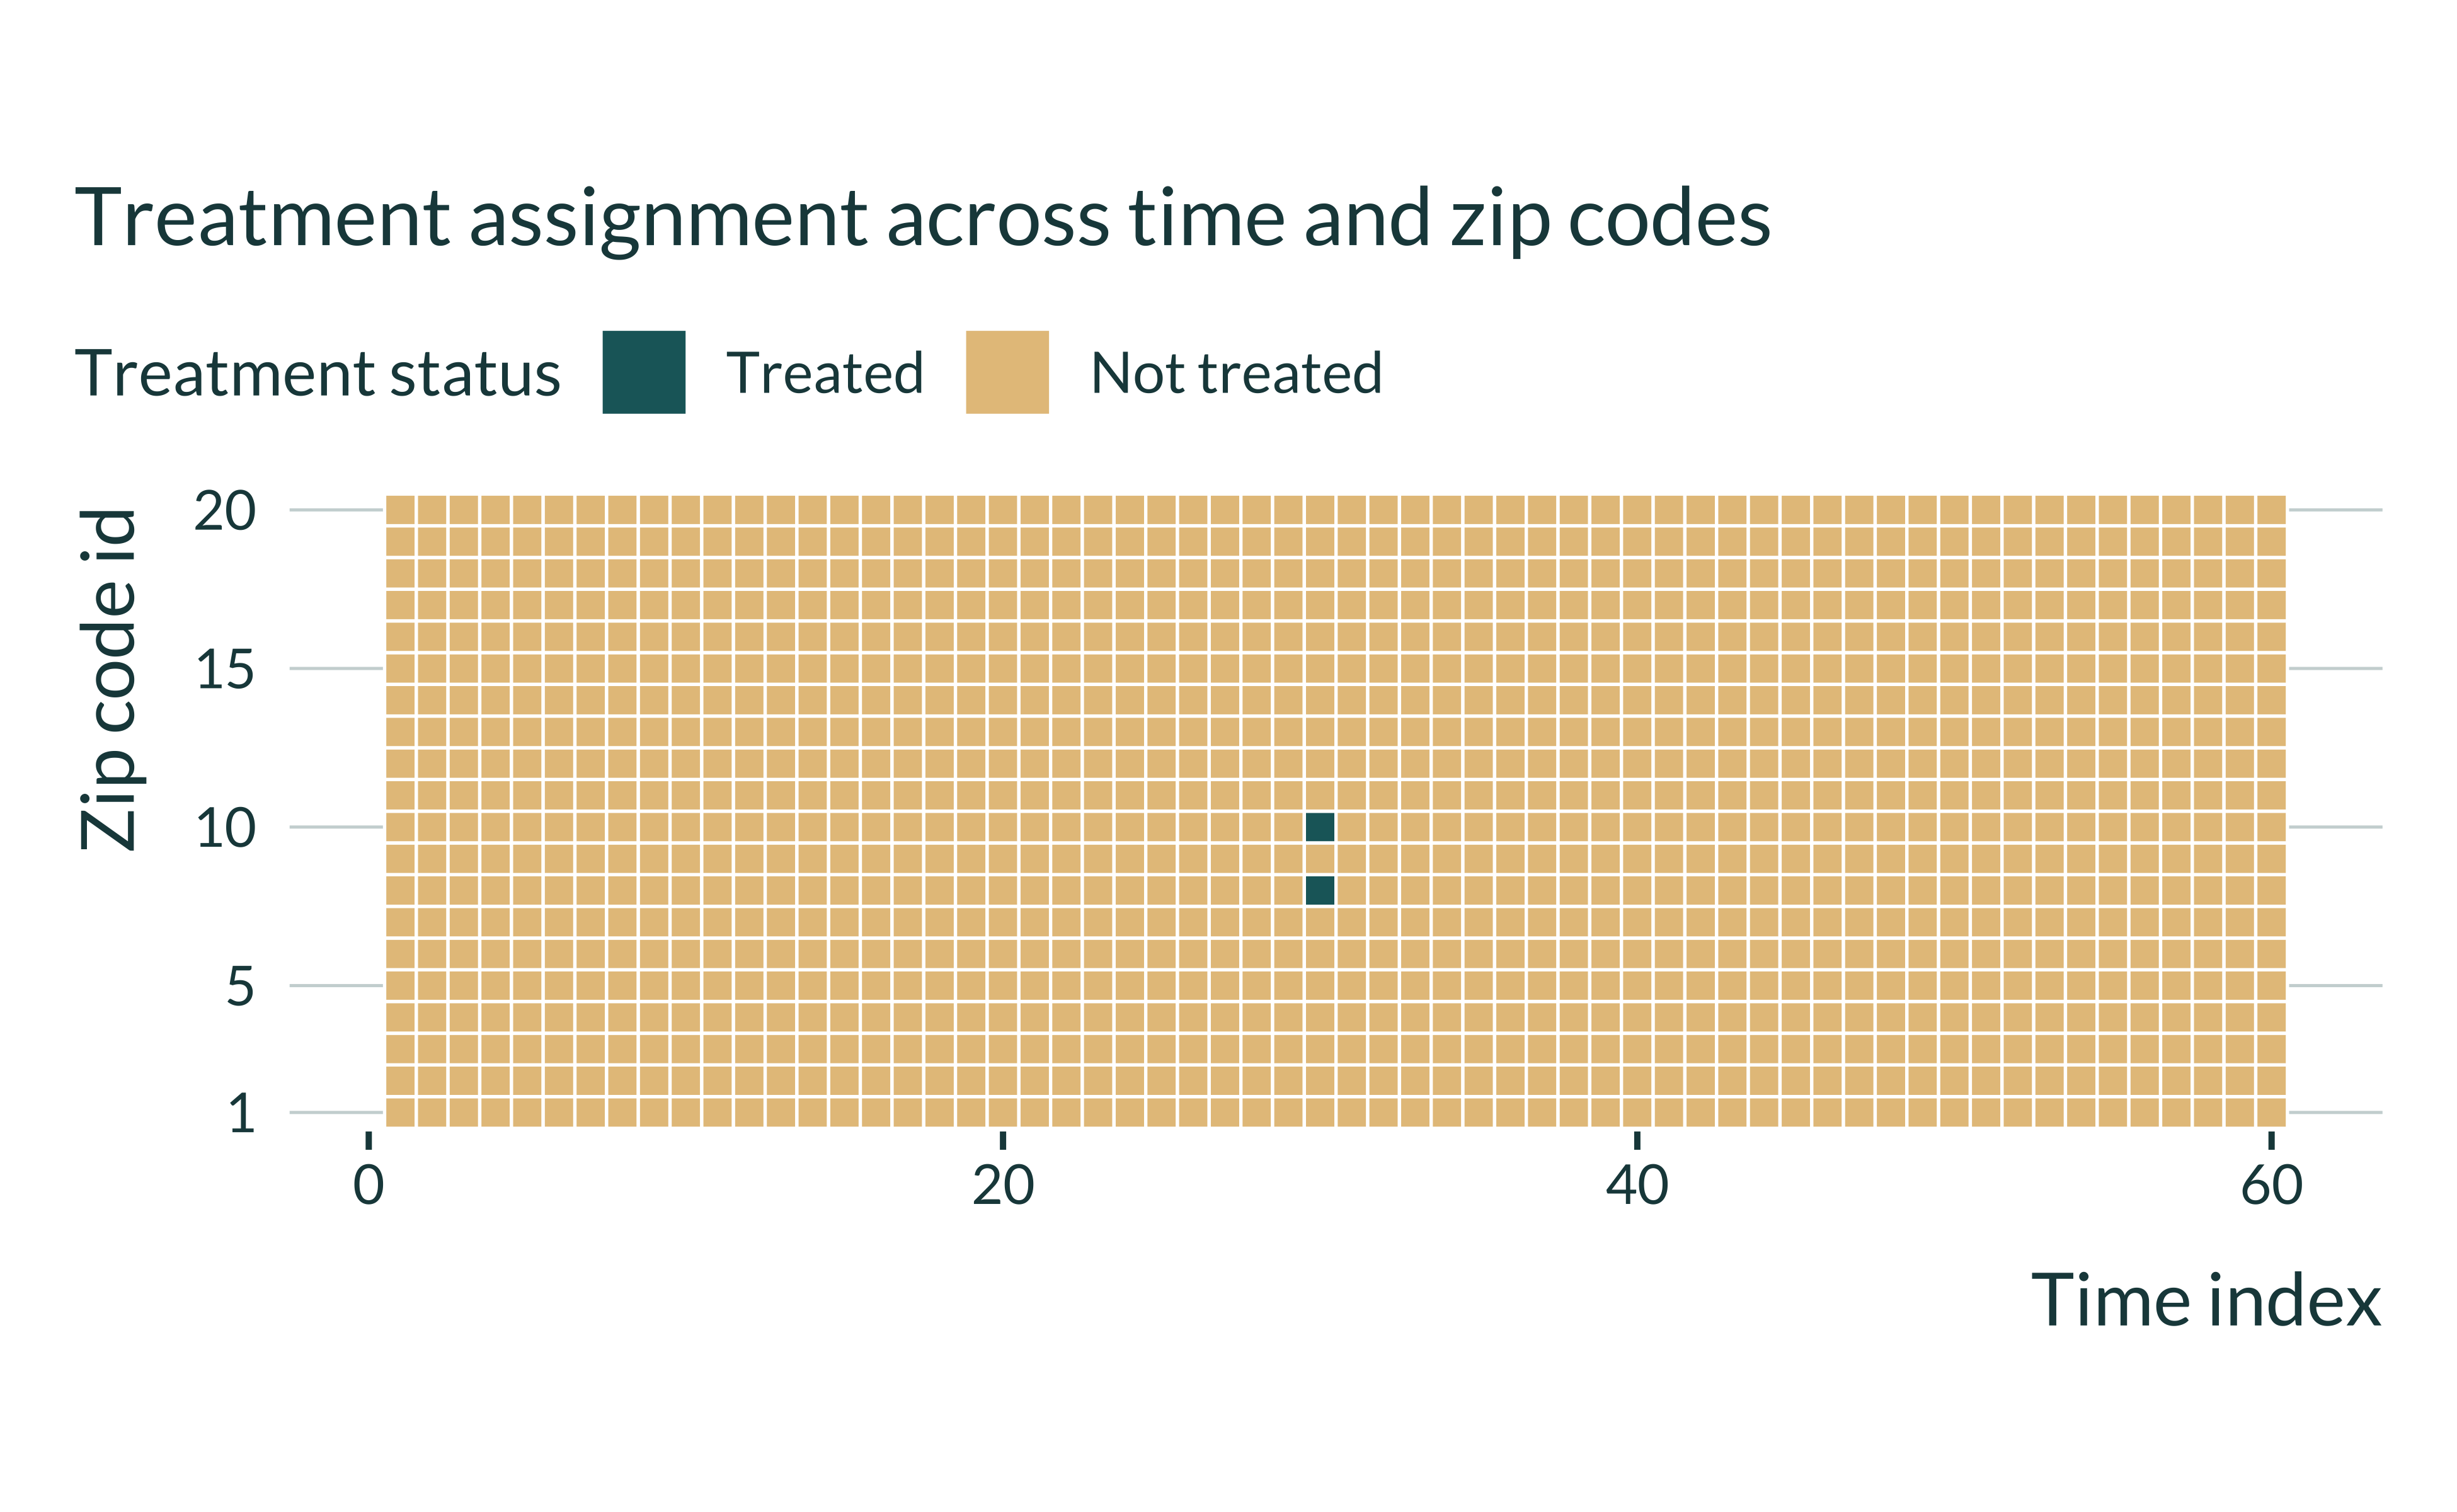 Treatment assignment across time and zip codes
Treatment status Treated Not treated
Zip code id
20
15
10
5
1
0 20 40 60
Time index